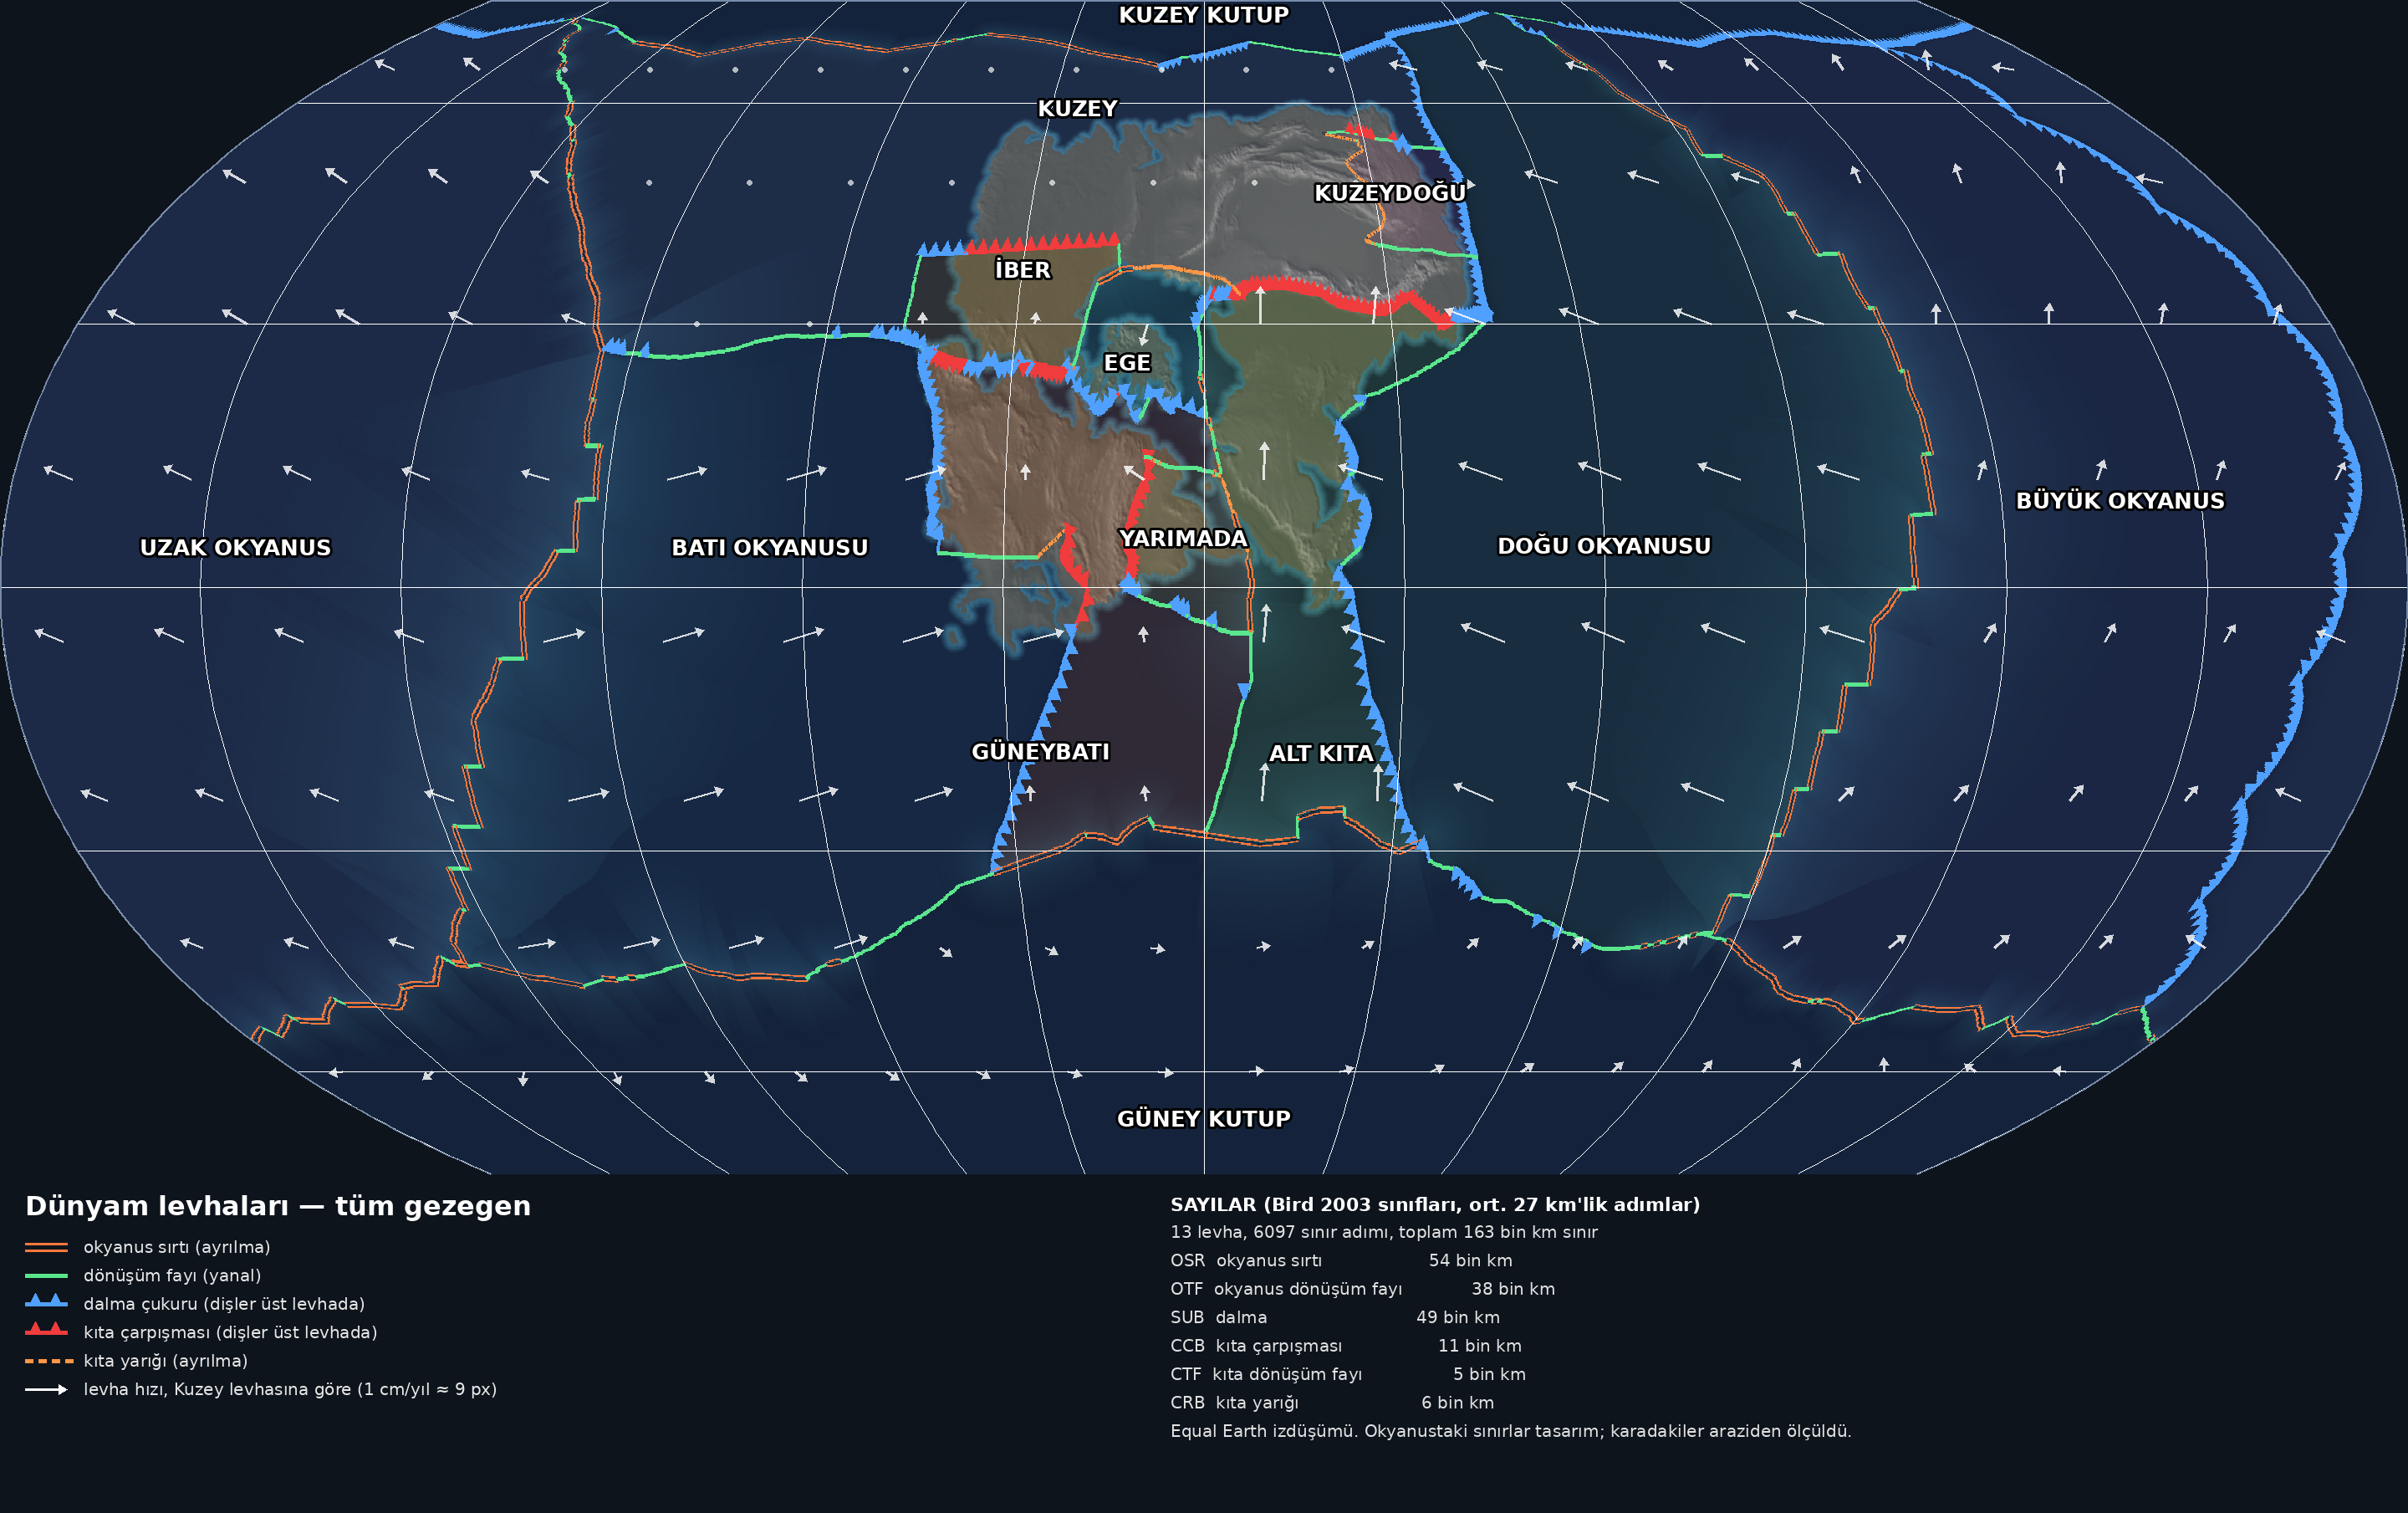 KUZEY KUTUP
KUZEY
KUZEYDOĞU
İBER
EGE
BÜYÜK OKYANUS
YARIMADA
UZAK OKYANUS
BATI OKYANUSU
DOĞU OKYANUSU
GÜNEYBATI
ALT KITA
GÜNEY KUTUP
Dünyam levhaları — tüm gezegen
okyanus sırtı (ayrılma)
dönüşüm fayı (yanal)
dalma çukuru (dişler üst levhada)
kıta çarpışması (dişler üst levhada)
kıta yarığı (ayrılma)
levha hızı, Kuzey levhasına göre (1 cm/yıl ≈ 9 px)
SAYILAR (Bird 2003 sınıfları, ort. 27 km'lik adımlar)
13 levha, 6097 sınır adımı, toplam 163 bin km sınır
OSR okyanus sırtı 54 bin km
OTF okyanus dönüşüm fayı 38 bin km
SUB dalma 49 bin km
CCB kıta çarpışması 11 bin km
CTF kıta dönüşüm fayı 5 bin km
CRB kıta yarığı 6 bin km
Equal Earth izdüşümü. Okyanustaki sınırlar tasarım; karadakiler araziden ölçüldü.